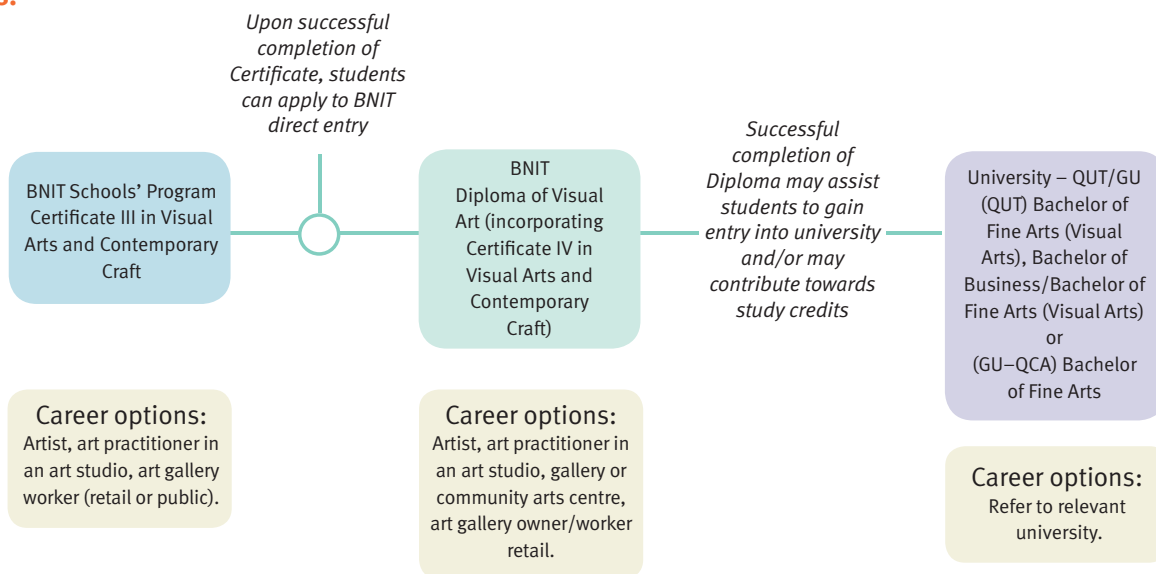 Upon successful
completion of
Certificate, students
can apply to BNIT
direct entry
BNIT Schools’ Program
Certificate III in Visual
Arts and Contemporary
Craft
BNIT
Diploma of Visual
Art (incorporating
Certificate IV in
Visual Arts and
Contemporary
Craft)
Successful
completion of
Diploma may assist
students to gain
entry into university
and/or may
contribute towards
study credits
University – QUT/GU
(QUT) Bachelor of
Fine Arts (Visual
Arts), Bachelor of
Business/Bachelor of
Fine Arts (Visual Arts)
or
(GU–QCA) Bachelor
of Fine Arts
Career options:
Artist, art practitioner in
an art studio, art gallery
worker (retail or public).
Career options:
Artist, art practitioner in
an art studio, gallery or
community arts centre,
art gallery owner/worker
retail.
Career options:
Refer to relevant
university.